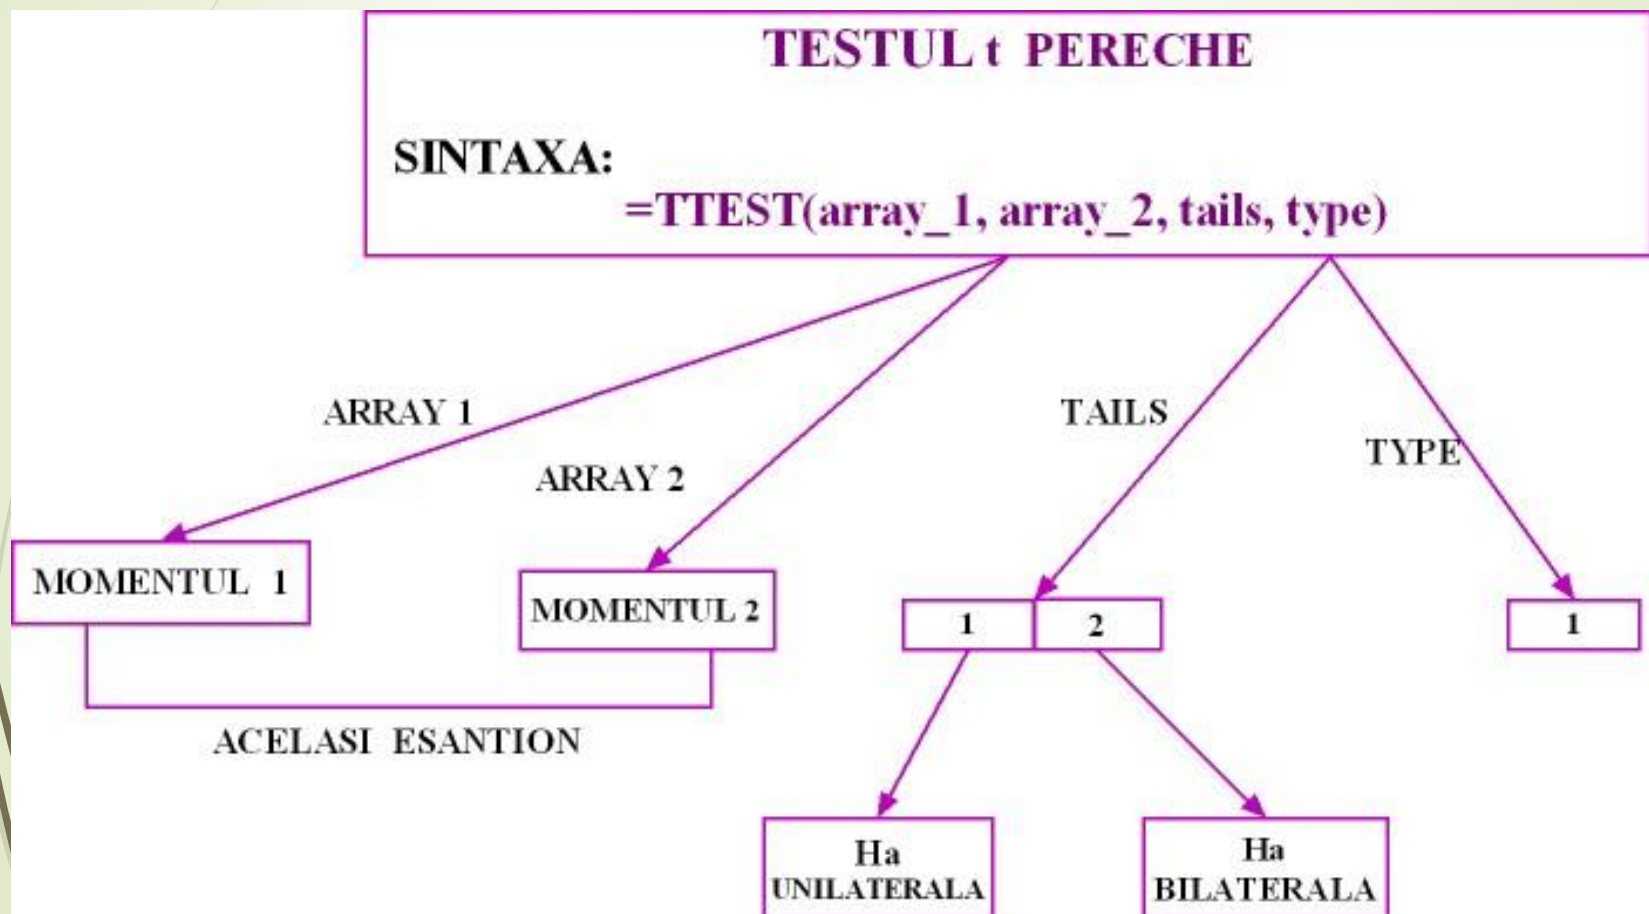 TESTUL t PERECHE
SINTAXA:
=TTEST(array_1, array_2, tails, type)
ARRAY 1
ARRAY 2
TAILS
TYPE
MOMENTUL 1
MOMENTUL 2
1
2
1
ACELASI ESANTION
Ha
UNILATERALA
Ha
BILATERALA